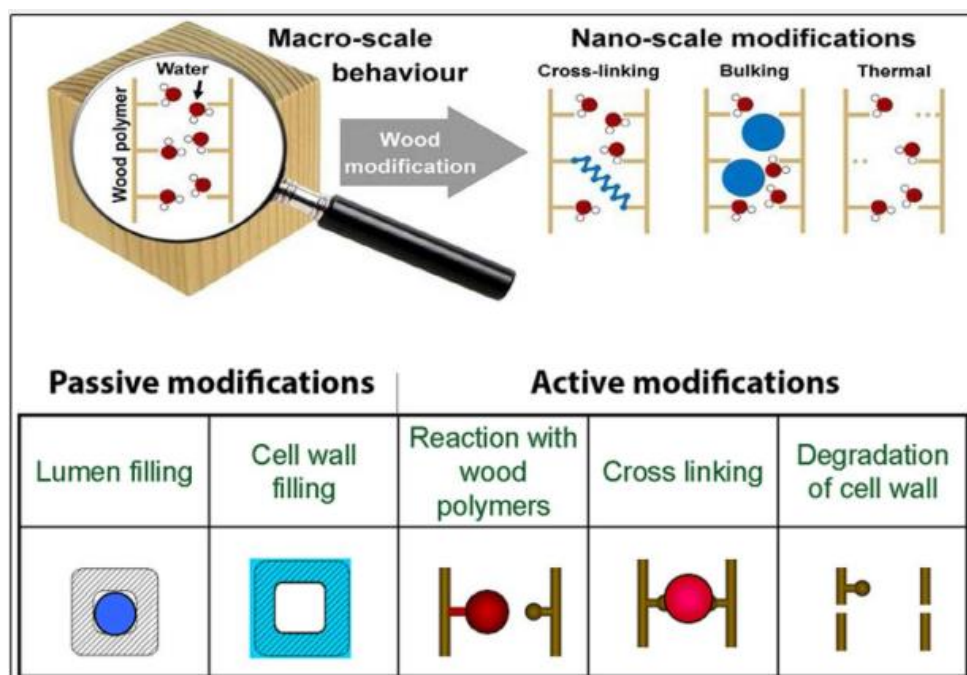 Macro-scale
behaviour
Nano-scale modifications
Cross-linking
Bulking
Thermal
Water
Wood polymer
Wood
modification
Passive modifications
Active modifications
Lumen filling
Cell wall
filling
Reaction with
wood
polymers
Cross linking
Degradation
of cell wall